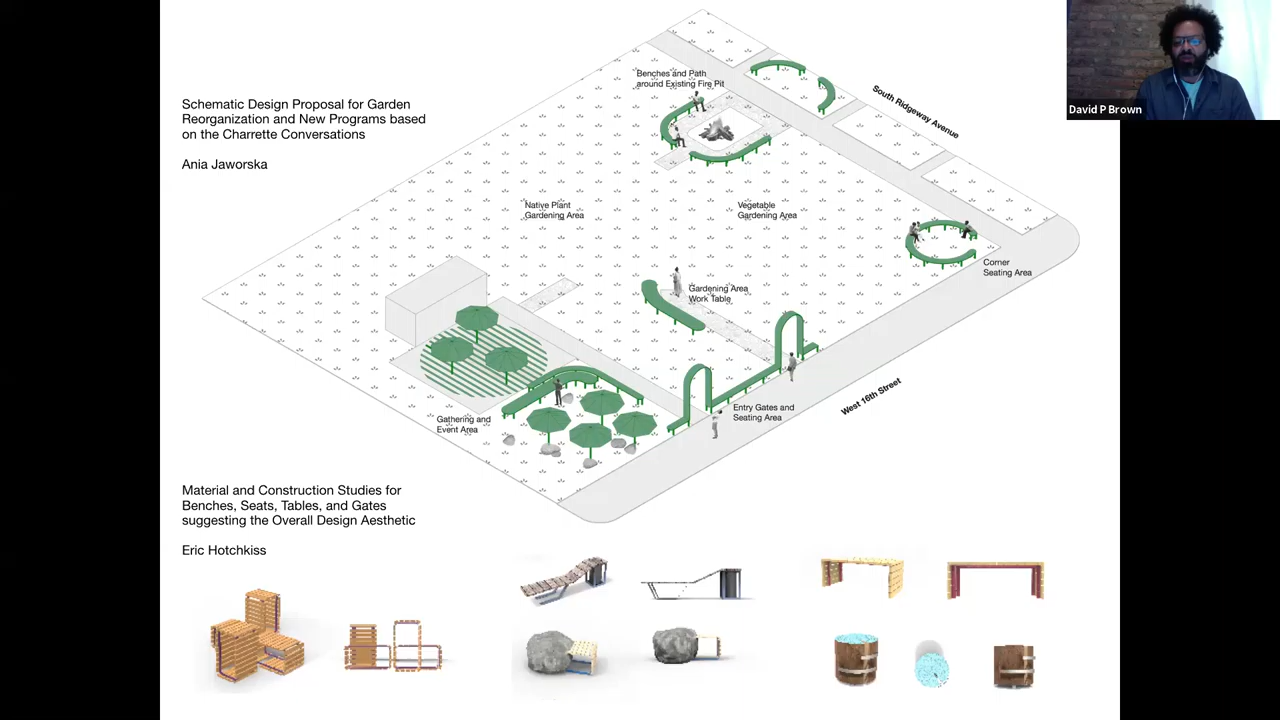 Schematic Design Proposal for Garden
Reorganization and New Programs based
on the Charrette Conversations
Ania Jaworska
Benches and Path
around Existing Fire Pit
South Ridgeway Avenue
David P Brown
Native Plant
Gardening Area
Vegetable
Gardening Area
Corner
Seating Area
Gardening Area
Work Table
West 16th Street
Entry Gates and
Seating Area
Gathering and
Event Area
Material and Construction Studies for
Benches, Seats, Tables, and Gates
suggesting the Overall Design Aesthetic
Eric Hotchkiss